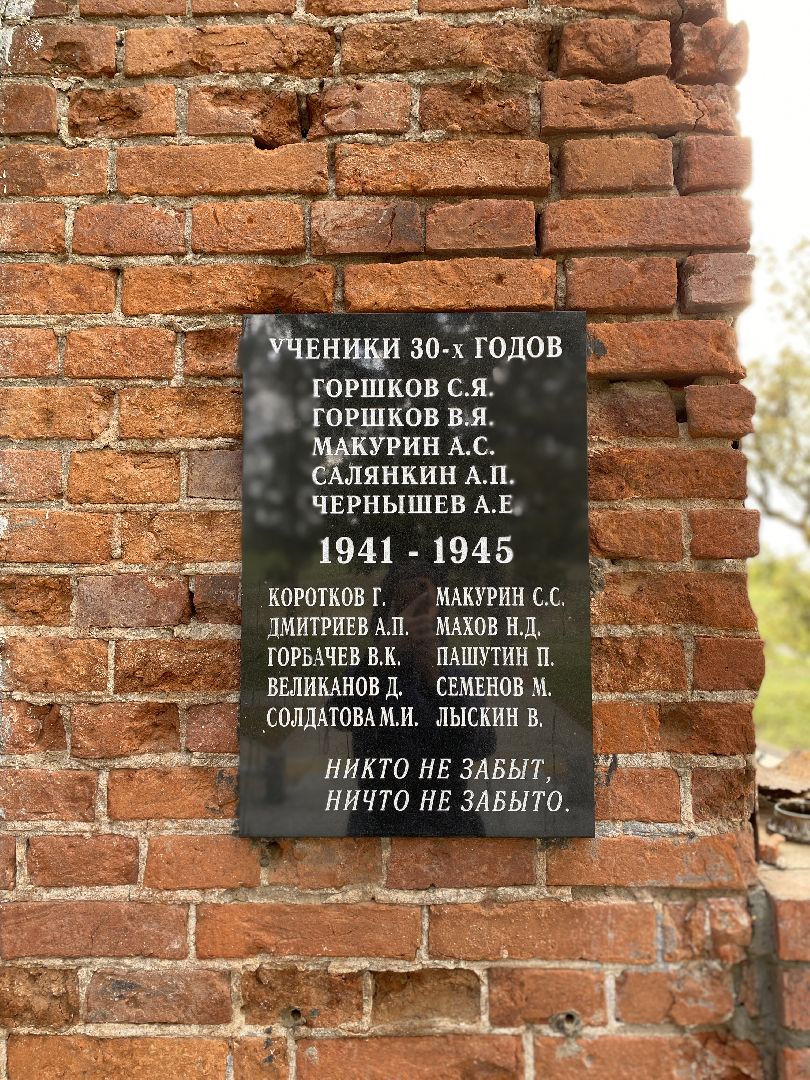 УЧЕНИКИ 30-х ГОДОВ
ГОРШКОВ С.Я.
ГОРШКОВ В.Я.
МАКУРИН А.С.
САЛЯНКИН А.П.
ЧЕРНЫШЕВ А.Е.
1941 - 1945
КОРОТКОВ Г. МАКУРИН С.С.
ДМИТРИЕВ А.П. МАХОВ Н.Д.
ГОРБАЧЕВ В.К. ПАШУТИН П.
ВЕЛИКАНОВ Д. СЕМЕНОВ М.
СОЛДАТОВА М.И. ЛЫСКИН В.
НИКТО НЕ ЗАБЫТ,
НИЧТО НЕ ЗАБЫТО.